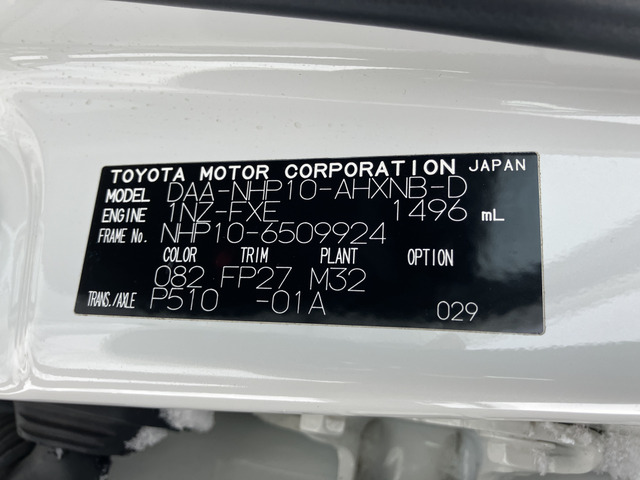 TOYOTA MOTOR CORPORATION JAPAN
MODEL DAA-NHP10-AHXNB-D
ENGINE 1NZ-FXE 1496 mL
FRAME No. NHP10-6509924
COLOR TRIM PLANT OPTION
082 FP27 M32
TRANS./AXLE P510 -01A 029